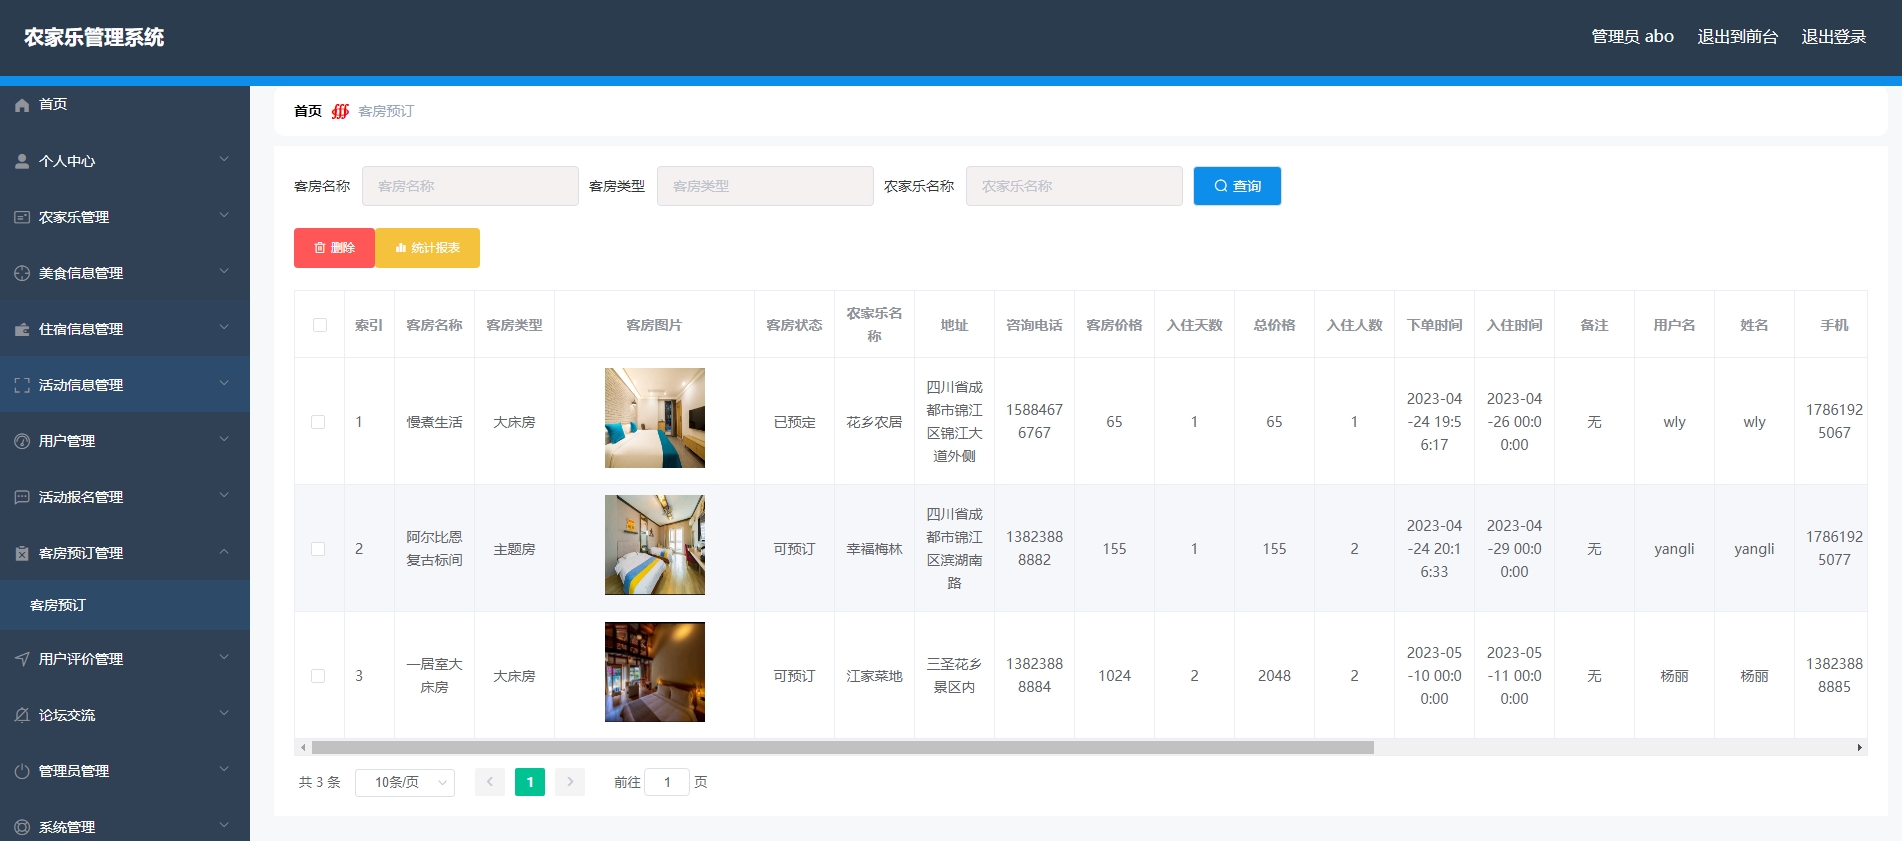 农家乐管理系统
管理员 abo 退出到前台 退出登录
首页
个人中心
农家乐管理
美食信息管理
住宿信息管理
活动信息管理
用户管理
活动报名管理
客房预订管理
客房预订
用户评价管理
论坛交流
管理员管理
系统管理
首页 客房预订
客房名称 客房名称 客房类型 客房类型 农家乐名称 农家乐名称 查询
删除 统计报表
索引 客房名称 客房类型 客房图片 客房状态 农家乐名称 地址 咨询电话 客房价格 入住天数 总价格 入住人数 下单时间 入住时间 备注 用户名 姓名 手机
1 慢煮生活 大床房 已预定 花乡农居 四川省成都市锦江区锦江大道外侧 15884676767 65 1 65 1 2023-04-24 19:56:17 2023-04-26 00:00:00 无 wly wly 17861925067
2 阿尔比恩复古标间 主题房 可预订 幸福梅林 四川省成都市锦江区滨湖南路 13823888882 155 1 155 2 2023-04-24 20:16:33 2023-04-29 00:00:00 无 yangli yangli 17861925077
3 一居室大床房 大床房 可预订 江家菜地 三圣花乡景区内 13823888884 1024 2 2048 2 2023-05-10 00:00:00 2023-05-11 00:00:00 无 杨丽 杨丽 13823888885
共 3 条 10条/页 1 前往 1 页